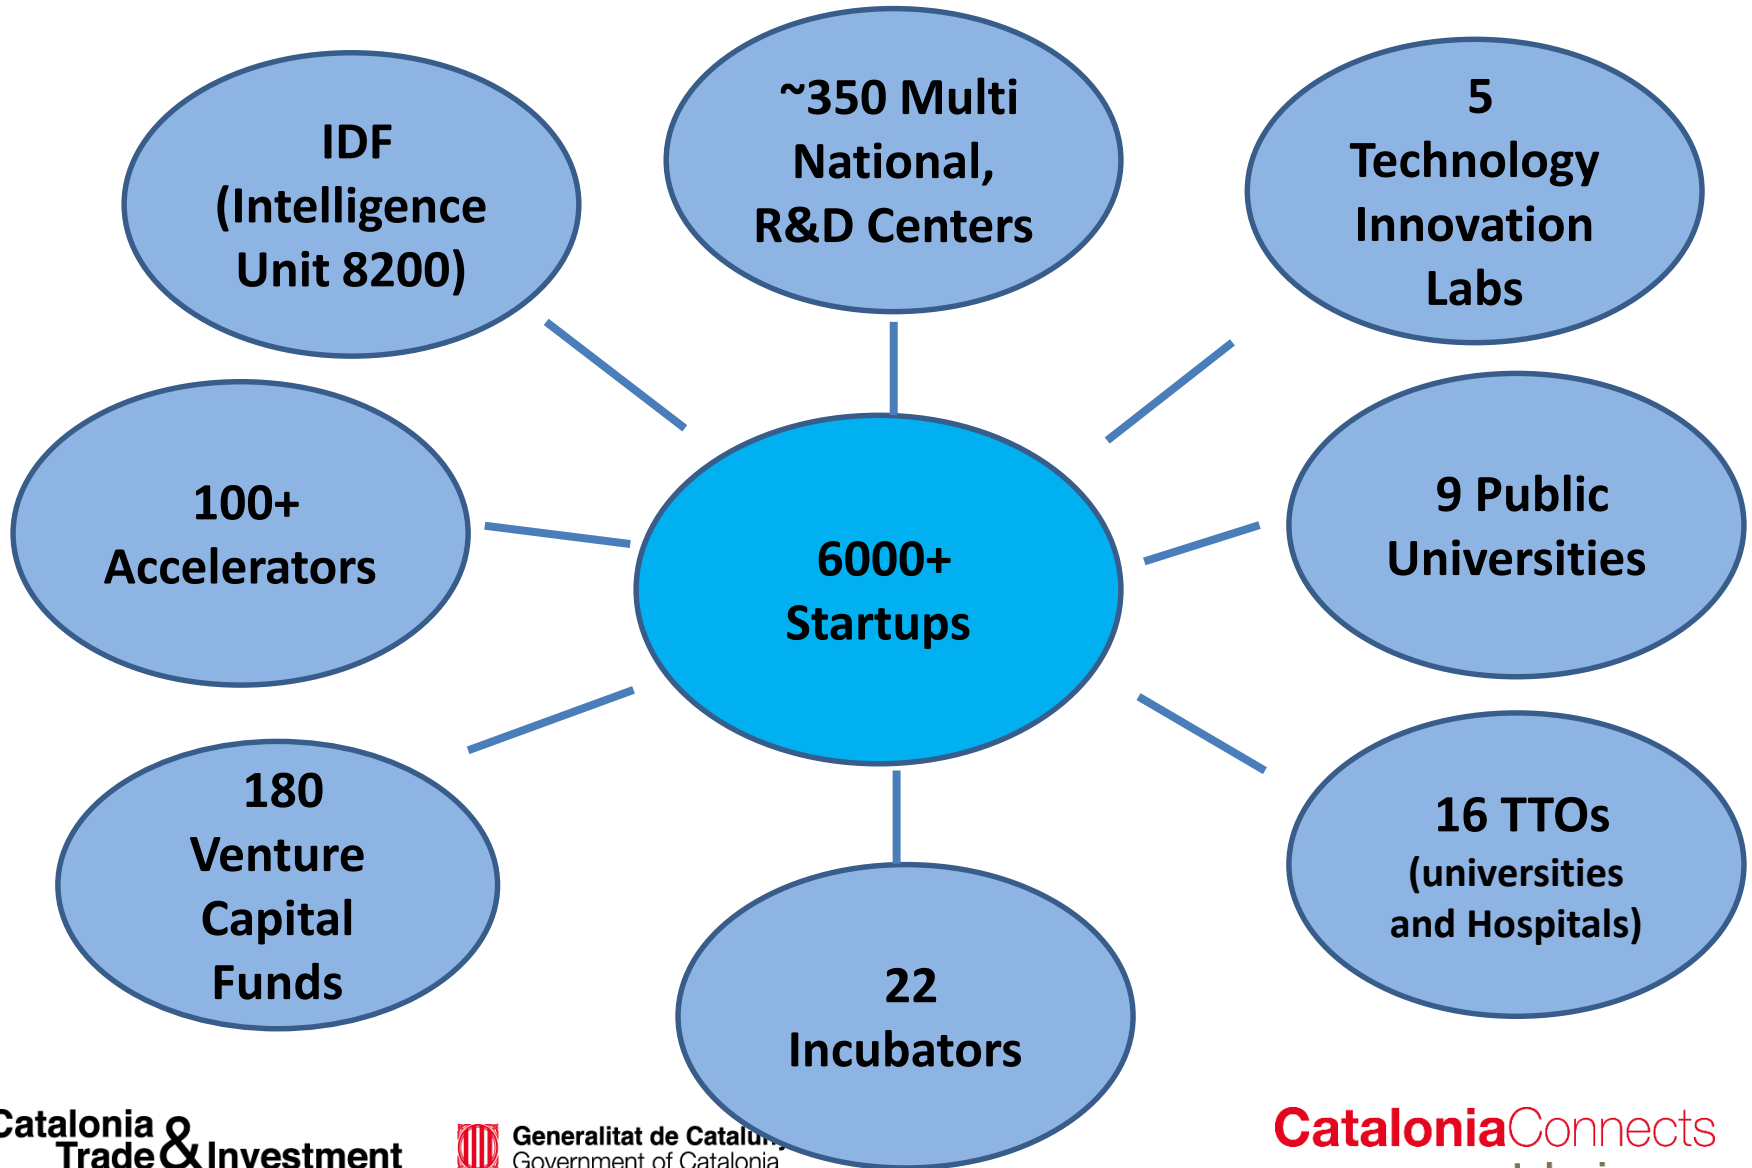 IDF
(Intelligence
Unit 8200)
~350 Multi
National,
R&D Centers
5
Technology
Innovation
Labs
100+
Accelerators
6000+
Startups
9 Public
Universities
180
Venture
Capital
Funds
22
Incubators
16 TTOs
(universities
and Hospitals)
Catalonia
Trade & Investment
Generalitat de
Government of Catalonia
CataloniaConnects